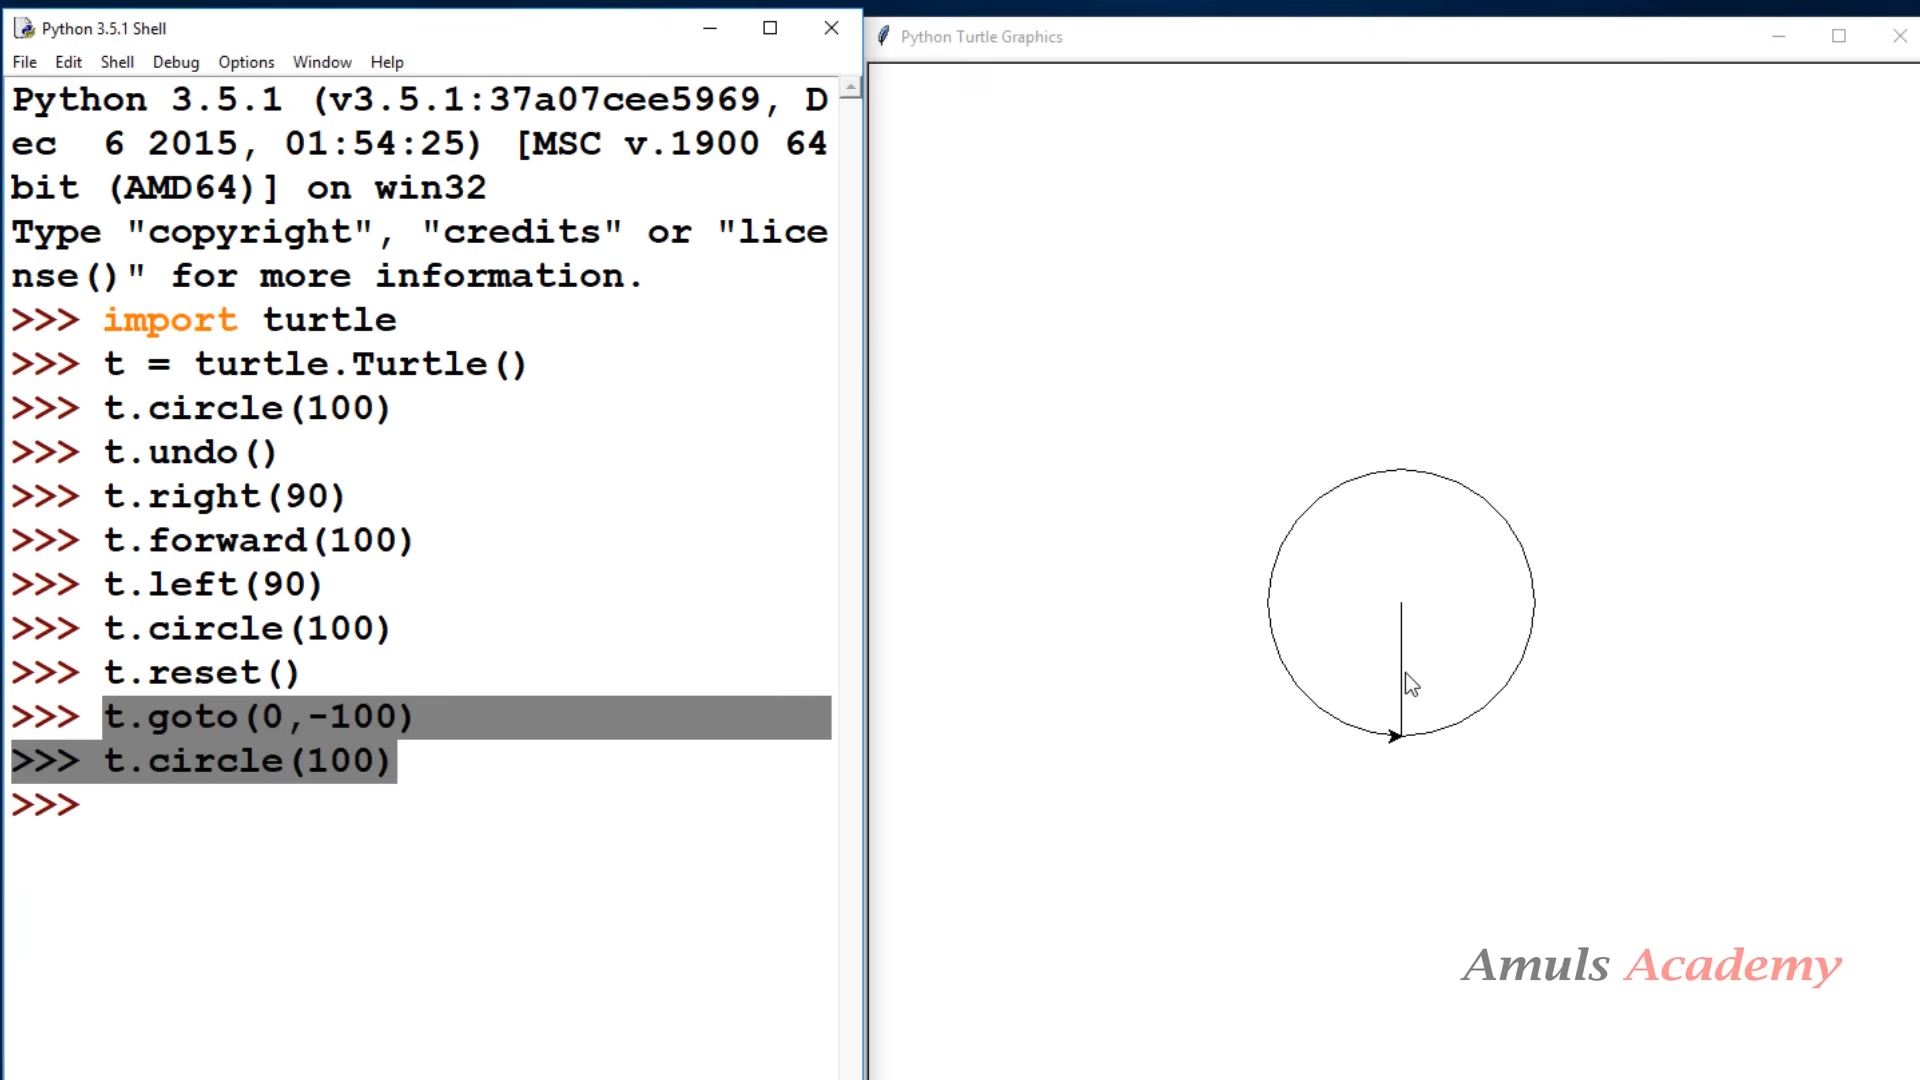 Python 3.5.1 Shell
File Edit Shell Debug Options Window Help
Python 3.5.1 (v3.5.1:37a07cee5969, D
ec  6 2015, 01:54:25) [MSC v.1900 64
bit (AMD64)] on win32
Type "copyright", "credits" or "lice
nse()" for more information.
>>> import turtle
>>> t = turtle.Turtle()
>>> t.circle(100)
>>> t.undo()
>>> t.right(90)
>>> t.forward(100)
>>> t.left(90)
>>> t.circle(100)
>>> t.reset()
>>> t.goto(0,-100)
>>> t.circle(100)
>>>
Python Turtle Graphics
Amuls Academy